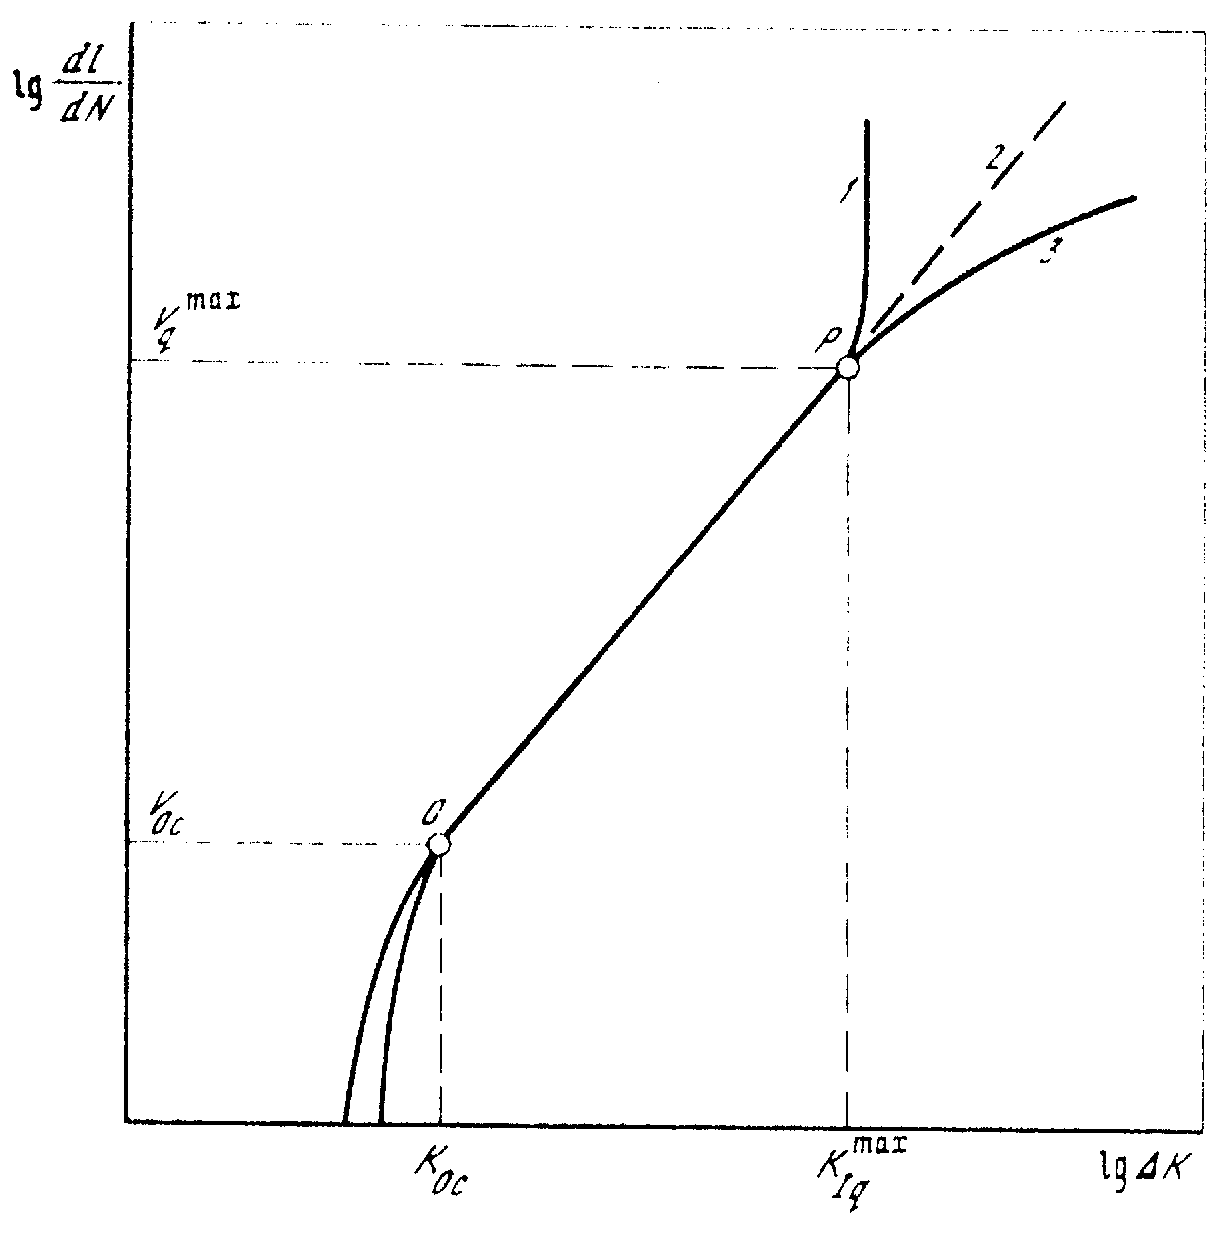 lg dl/dN
1
2
3
P
V_q^max
O
V_0c
K_0c
K_Iq^max
lg ΔK